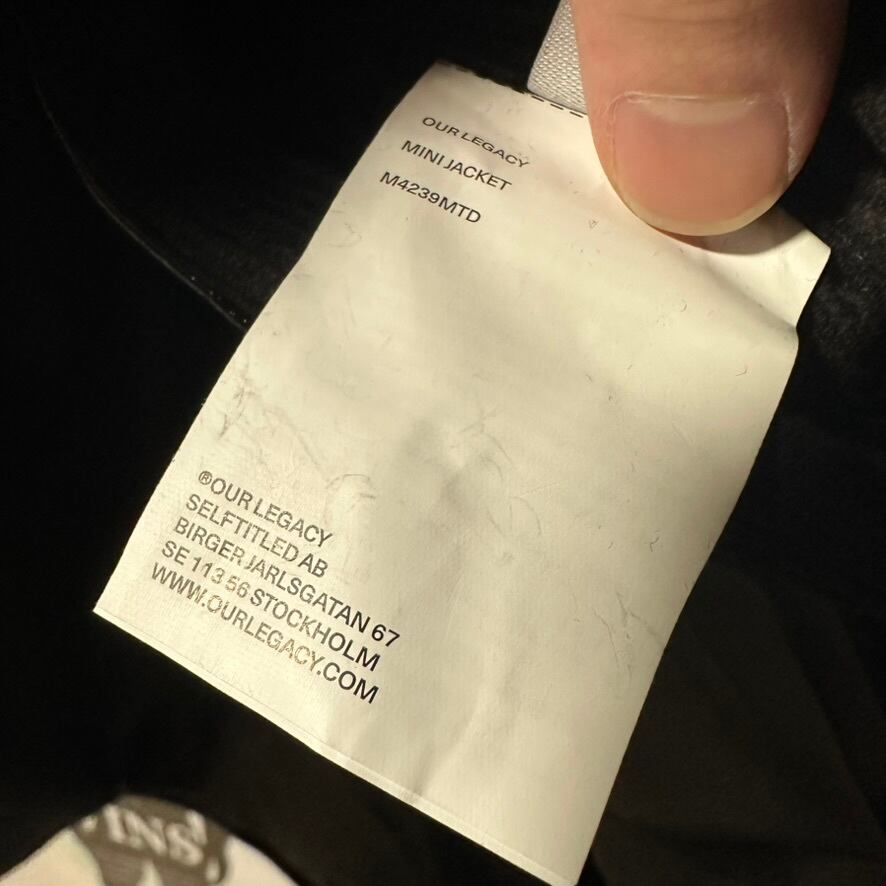 OUR LEGACY
MINI JACKET
M4239MTD
®OUR LEGACY
SELFTITLED AB
BIRGER JARLSGATAN 67
SE 113 56 STOCKHOLM
WWW.OURLEGACY.COM